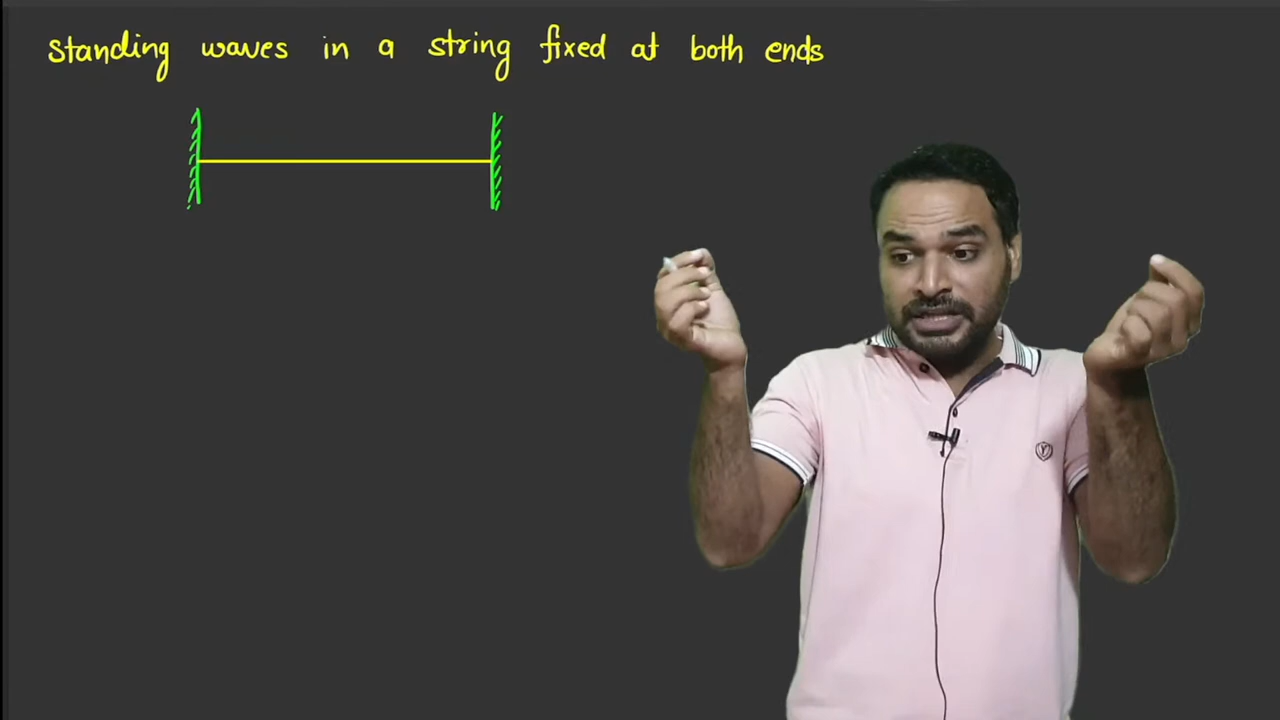 standing waves in a string fixed at both ends